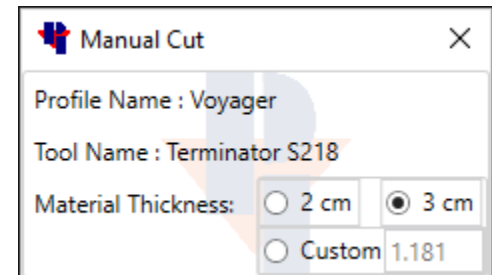 Manual Cut
Profile Name : Voyager
Tool Name : Terminator S218
Material Thickness: 2 cm 3 cm
Custom 1.181